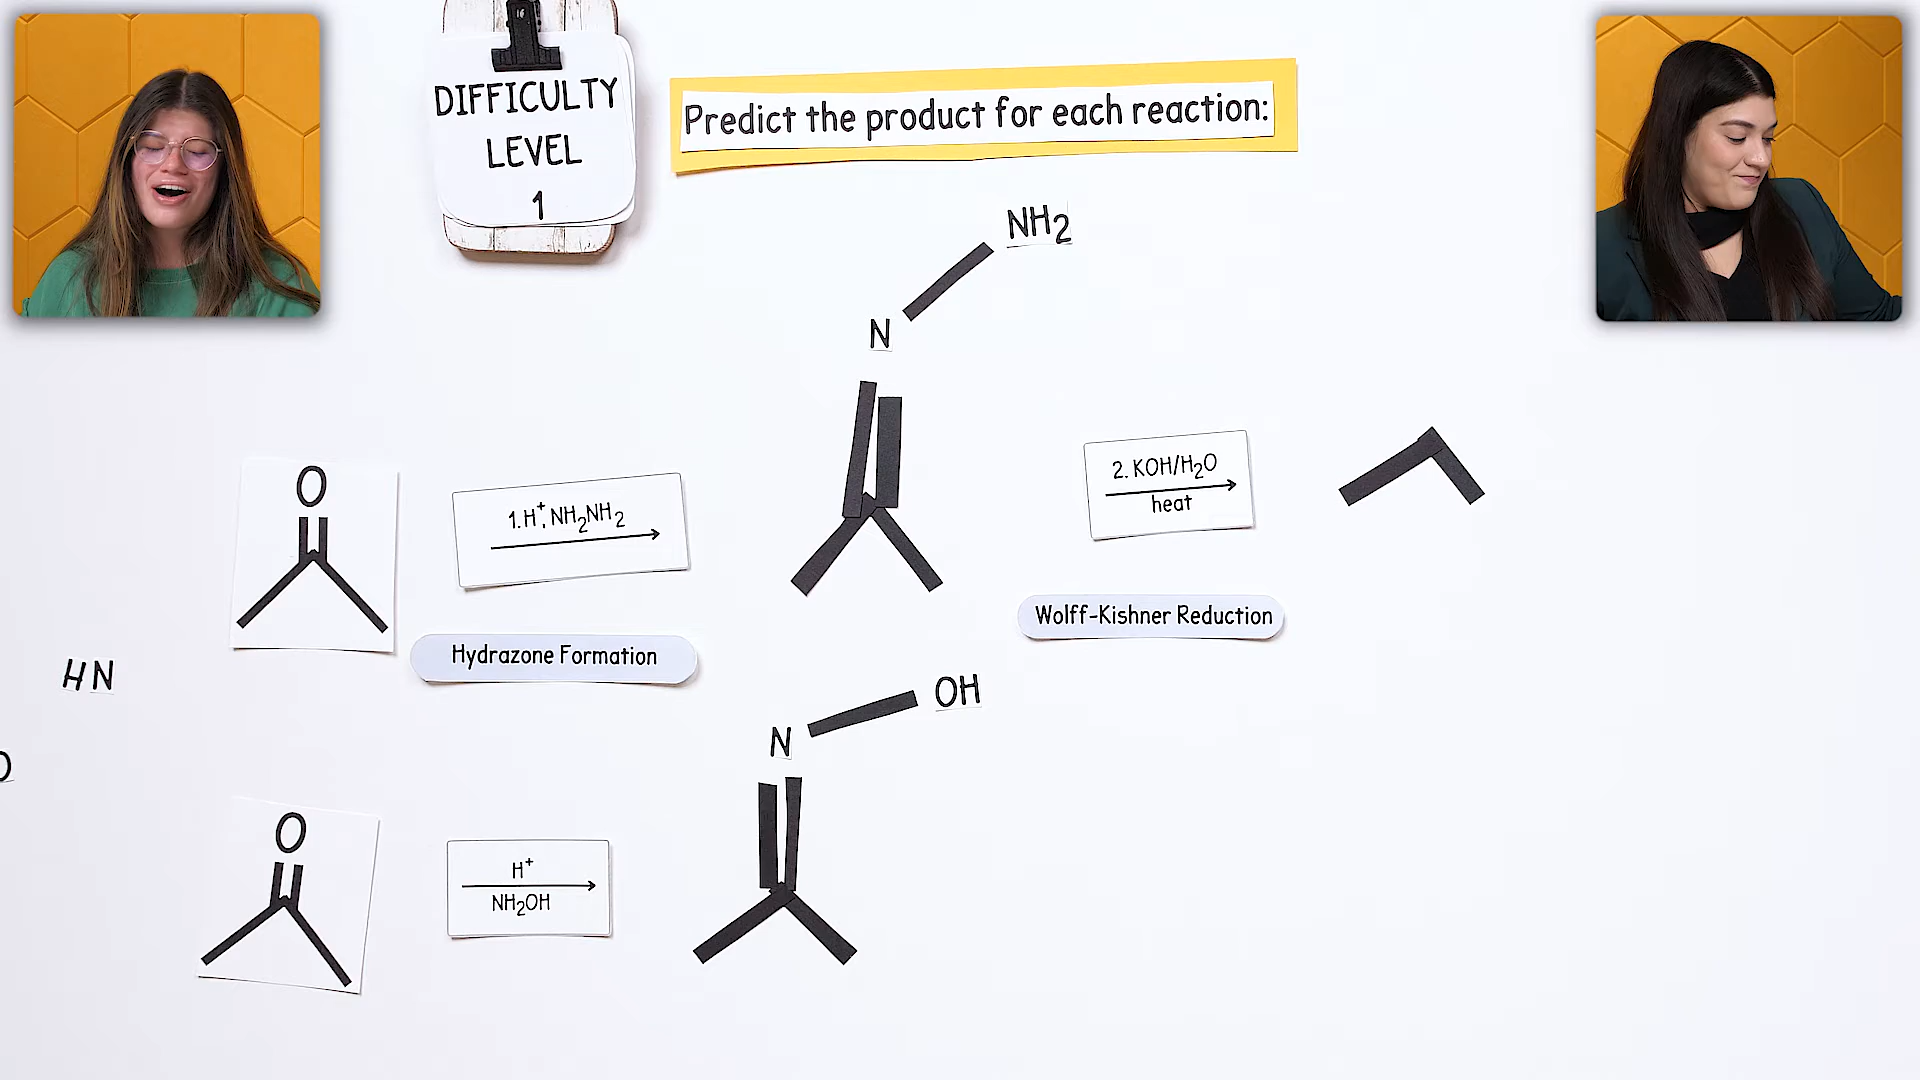 16
DIFFICULTY
LEVEL
1
Predict the product for each reaction:
NH2
N
O
1. H+, NH2NH2
2. KOH/H2O
heat
Wolff-Kishner Reduction
Hydrazone Formation
HN
OH
N
O
H+
NH2OH